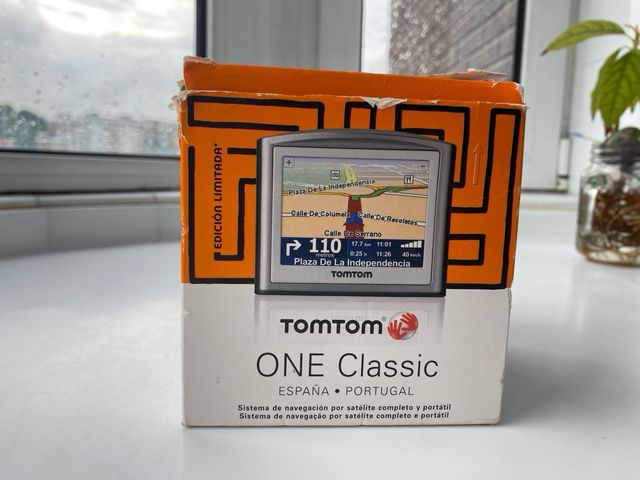 EDICIÓN LIMITADA*
Plaza De La Independencia
Calle De Columela
Calle De Recoletos
Calle De Serrano
110
metros
17.7 km 11:01
0:25 h 11:26 40 km/h
Plaza De La Independencia
TOMTOM
TOMTOM
ONE Classic
ESPAÑA • PORTUGAL
Sistema de navegación por satélite completo y portátil
Sistema de navegação por satélite completo e portátil